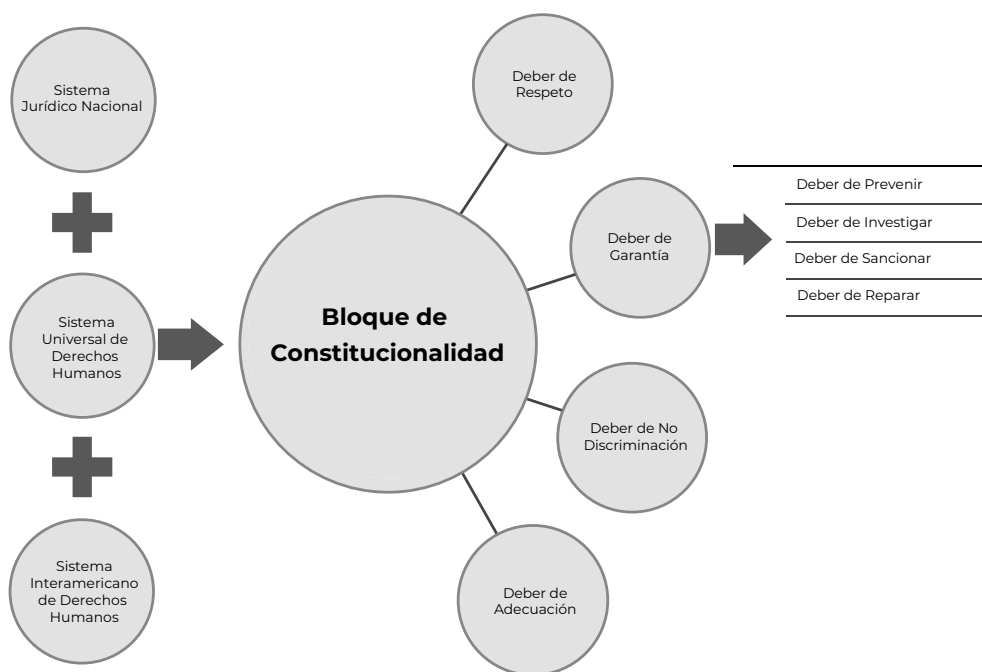 Sistema
Jurídico Nacional
Sistema
Universal de
Derechos
Humanos
Sistema
Interamericano
de Derechos
Humanos
Bloque de
Constitucionalidad
Deber de
Respeto
Deber de
Garantía
Deber de Prevenir
Deber de Investigar
Deber de Sancionar
Deber de Reparar
Deber de No
Discriminación
Deber de
Adecuación